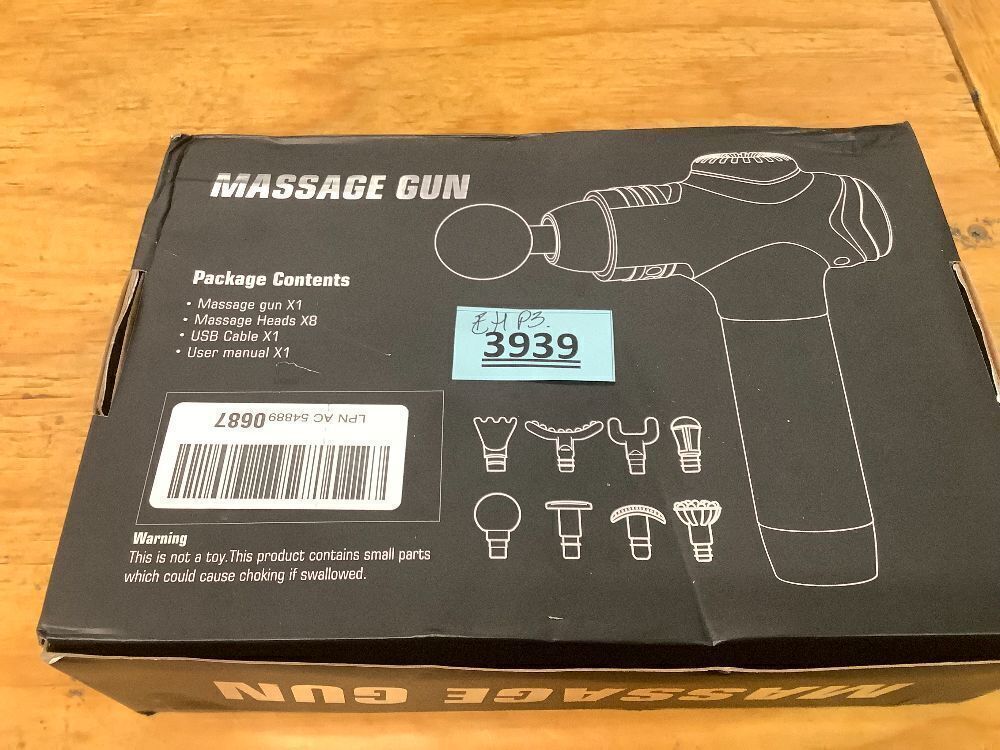 MASSAGE GUN
Package Contents
• Massage gun X1
• Massage Heads X8
• USB Cable X1
• User manual X1
EH P3.
3939
LPN AC 548890687
Warning
This is not a toy.This product contains small parts
which could cause choking if swallowed.
MASSAGE GUN